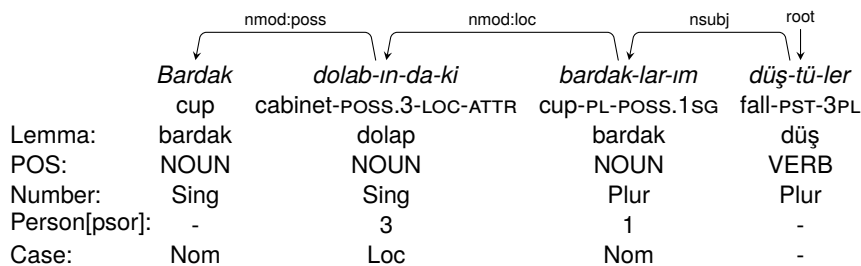 nmod:poss nmod:loc nsubj root
Bardak dolab-ın-da-ki bardak-lar-ım düş-tü-ler
cup cabinet-POSS.3-LOC-ATTR cup-PL-POSS.1SG fall-PST-3PL
Lemma: bardak dolap bardak düş
POS: NOUN NOUN NOUN VERB
Number: Sing Sing Plur Plur
Person[psor]: - 3 1 -
Case: Nom Loc Nom -